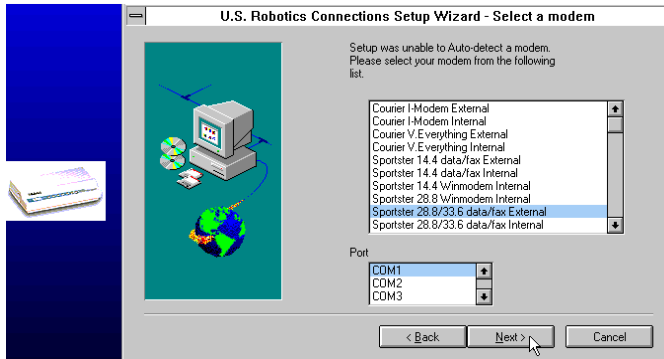 U.S. Robotics Connections Setup Wizard - Select a modem
Setup was unable to Auto-detect a modem.
Please select your modem from the following
list.
Courier I-Modem External
Courier I-Modem Internal
Courier V.Everything External
Courier V.Everything Internal
Sportster 14.4 data/fax External
Sportster 14.4 data/fax Internal
Sportster 14.4 Winmodem Internal
Sportster 28.8 Winmodem Internal
Sportster 28.8/33.6 data/fax External
Sportster 28.8/33.6 data/fax Internal
Port
COM1
COM2
COM3
< Back Next > Cancel